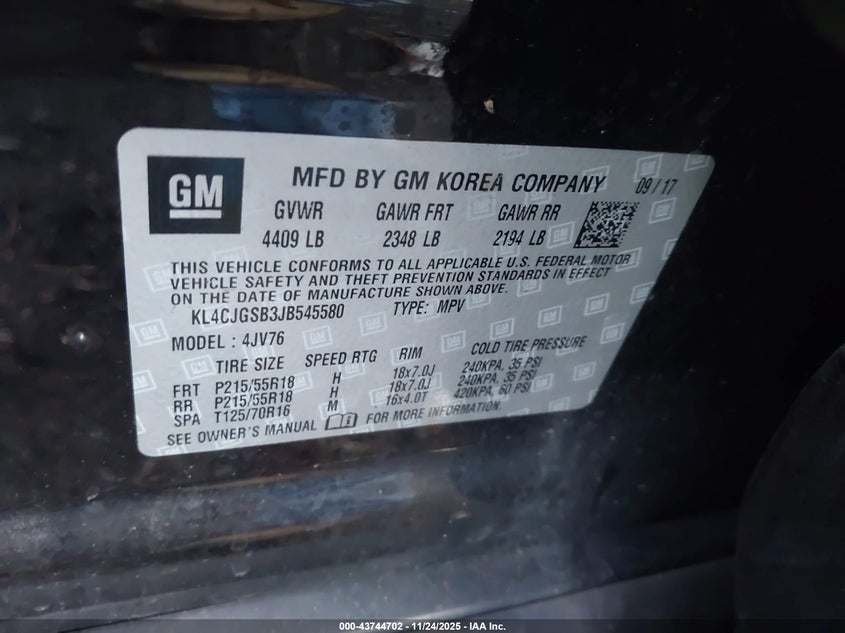 GM MFD BY GM KOREA COMPANY 09/17
GVWR GAWR FRT GAWR RR
4409 LB 2348 LB 2194 LB
THIS VEHICLE CONFORMS TO ALL APPLICABLE U.S. FEDERAL MOTOR
VEHICLE SAFETY AND THEFT PREVENTION STANDARDS IN EFFECT
ON THE DATE OF MANUFACTURE SHOWN ABOVE.
KL4CJGSB3JB545580 TYPE: MPV
MODEL : 4JV76
TIRE SIZE SPEED RTG RIM COLD TIRE PRESSURE
FRT P215/55R18 H 18x7.0J 240KPA, 35 PSI
RR P215/55R18 H 18x7.0J 240KPA, 35 PSI
SPA T125/70R16 M 16x4.0T 420KPA, 60 PSI
SEE OWNER'S MANUAL FOR MORE INFORMATION.
000-43744702 — 11/24/2025 — IAA Inc.